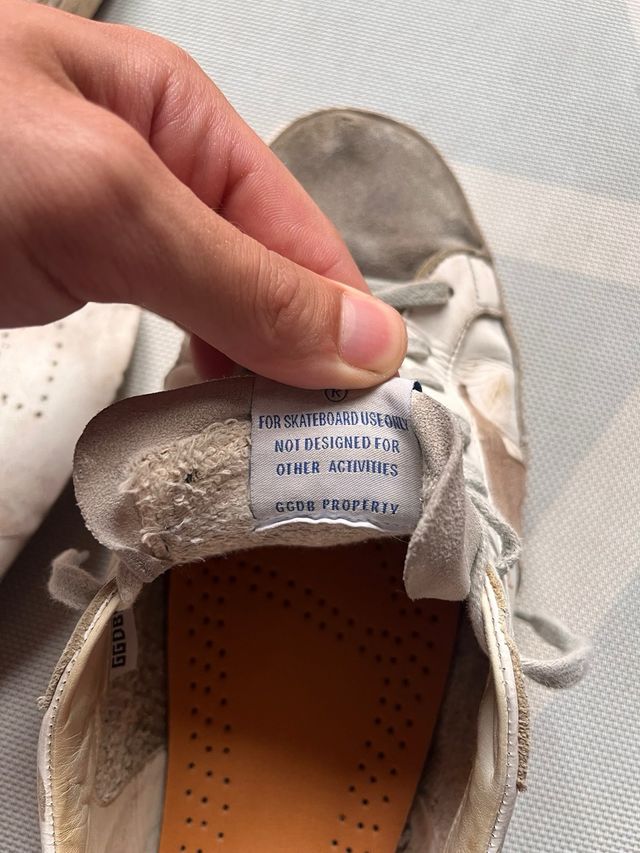 ®
FOR SKATEBOARD USE ONLY
NOT DESIGNED FOR
OTHER ACTIVITIES
GGDB PROPERTY
GGDB